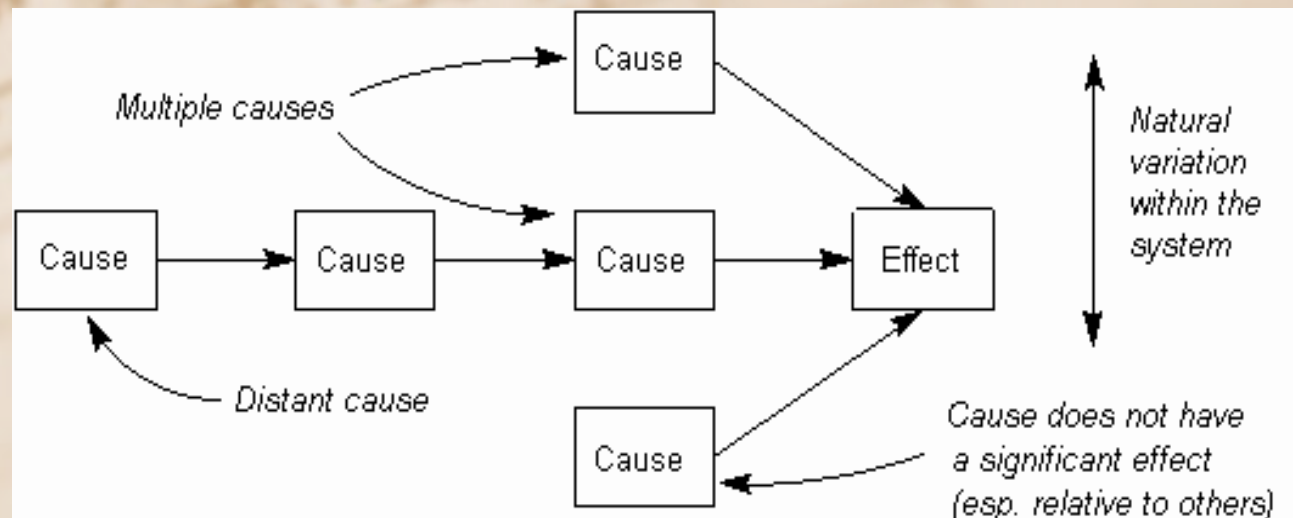 Cause
Multiple causes
Natural
variation
within the
system
Cause
Cause
Cause
Effect
Distant cause
Cause
Cause does not have
a significant effect
(esp. relative to others)